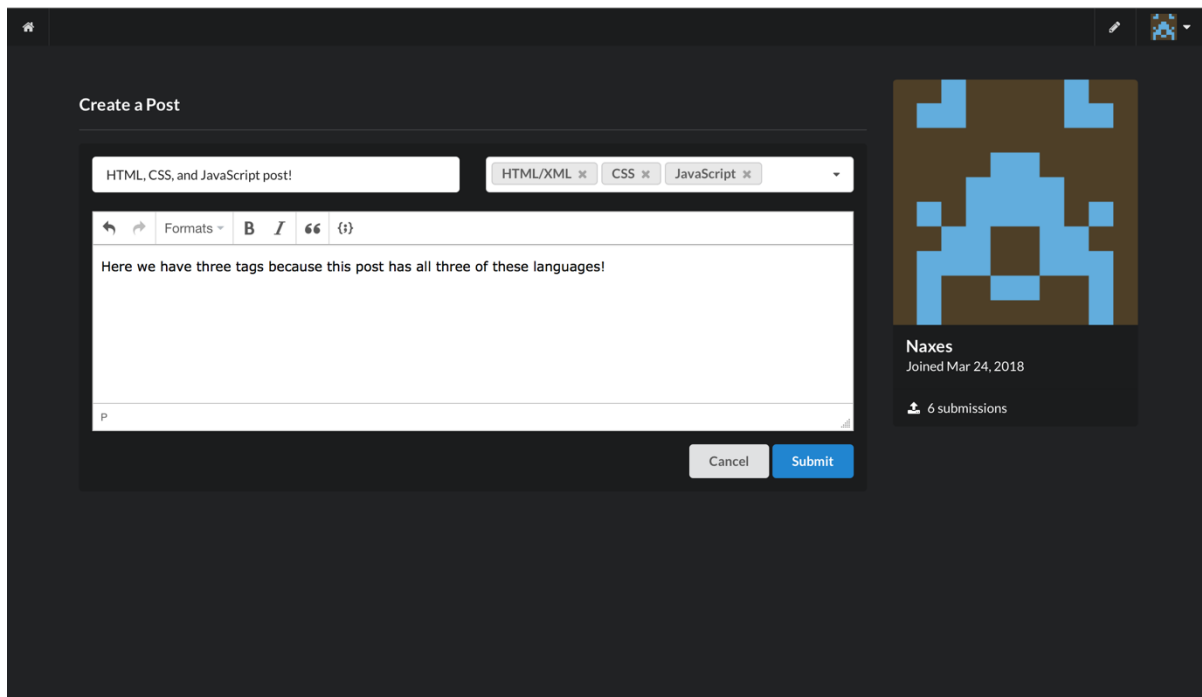 Create a Post
HTML, CSS, and JavaScript post!
HTML/XML × CSS × JavaScript ×
Formats B I “ {;}
Here we have three tags because this post has all three of these languages!
P
Cancel Submit
Naxes
Joined Mar 24, 2018
6 submissions